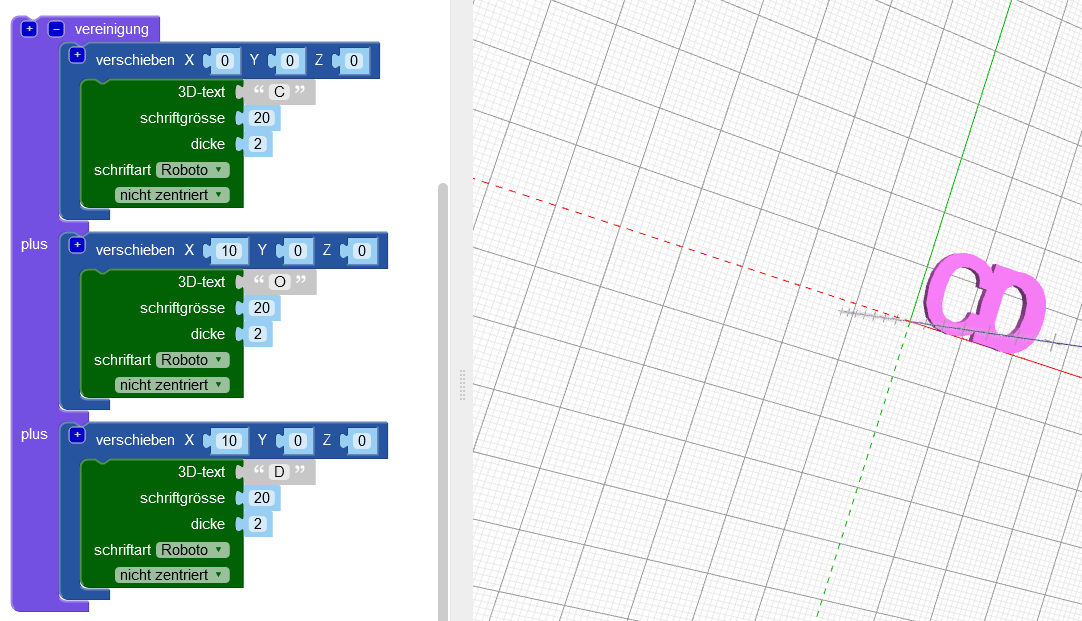 + − vereinigung
+ verschieben X 0 Y 0 Z 0
3D-text “ C ”
schriftgrösse 20
dicke 2
schriftart Roboto ▼
nicht zentriert ▼
plus + verschieben X 10 Y 0 Z 0
3D-text “ O ”
schriftgrösse 20
dicke 2
schriftart Roboto ▼
nicht zentriert ▼
plus + verschieben X 10 Y 0 Z 0
3D-text “ D ”
schriftgrösse 20
dicke 2
schriftart Roboto ▼
nicht zentriert ▼